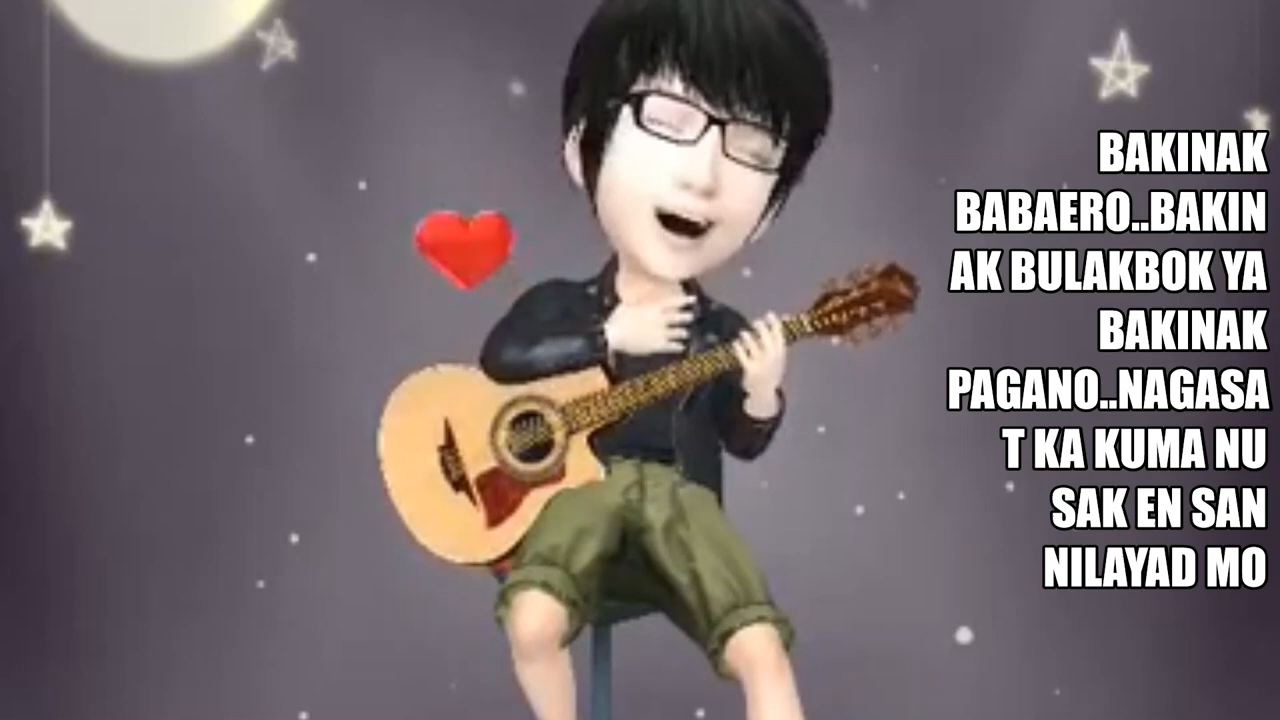 BAKINAK
BABAERO..BAKIN
AK BULAKBOK YA
BAKINAK
PAGANO..NAGASA
T KA KUMA NU
SAK EN SAN
NILAYAD MO